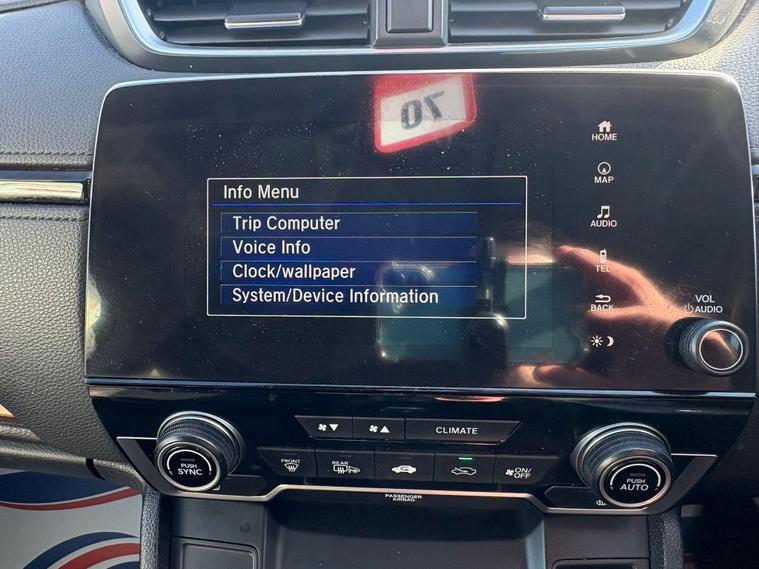 70
Info Menu
Trip Computer
Voice Info
Clock/wallpaper
System/Device Information
HOME
MAP
AUDIO
TEL
BACK
VOL
AUDIO
CLIMATE
PUSH
SYNC
FRONT
REAR
ON/
OFF
PUSH
AUTO
PASSENGER
AIRBAG